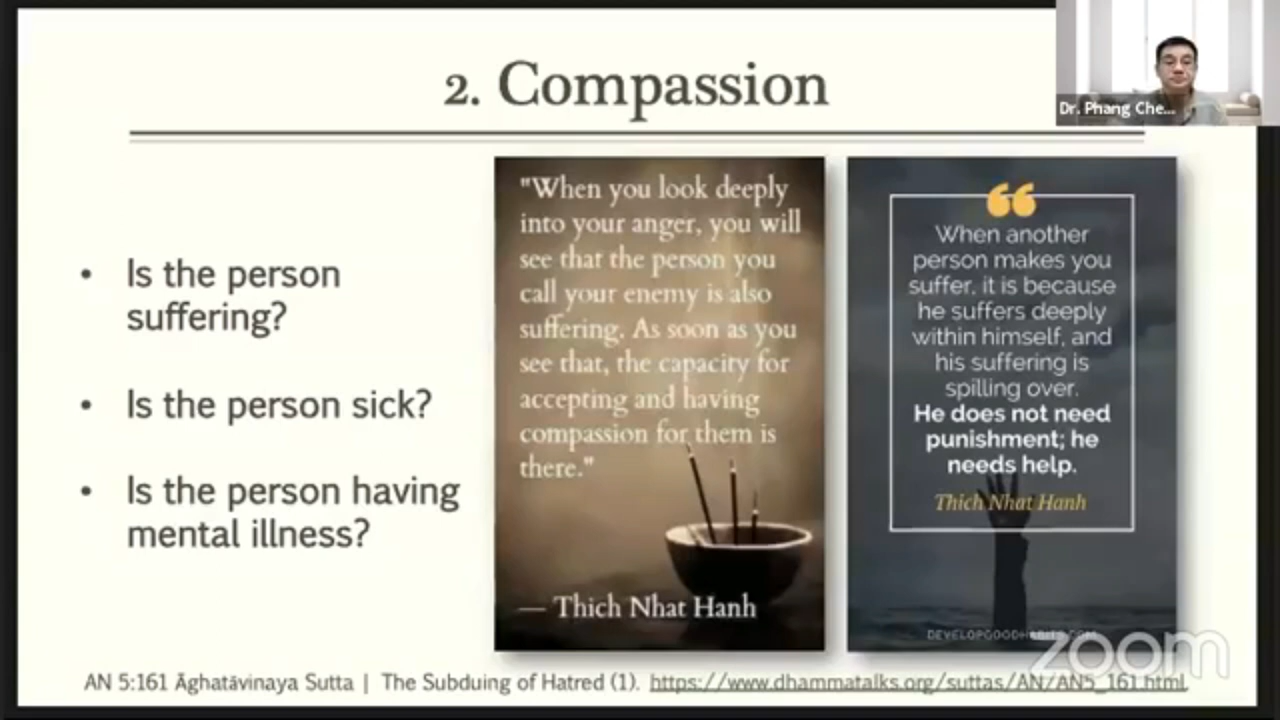 2. Compassion
Dr. Phang Che...
• Is the person
suffering?
• Is the person sick?
• Is the person having
mental illness?
"When you look deeply
into your anger, you will
see that the person you
call your enemy is also
suffering. As soon as you
see that, the capacity for
accepting and having
compassion for them is
there."
— Thich Nhat Hanh
When another
person makes you
suffer, it is because
he suffers deeply
within himself, and
his suffering is
spilling over.
He does not need
punishment; he
needs help.
Thich Nhat Hanh
DEVELOPGOODHABITS.COM
zoom
AN 5:161 Āghatāvinaya Sutta | The Subduing of Hatred (1). https://www.dhammatalks.org/suttas/AN/AN5_161.html